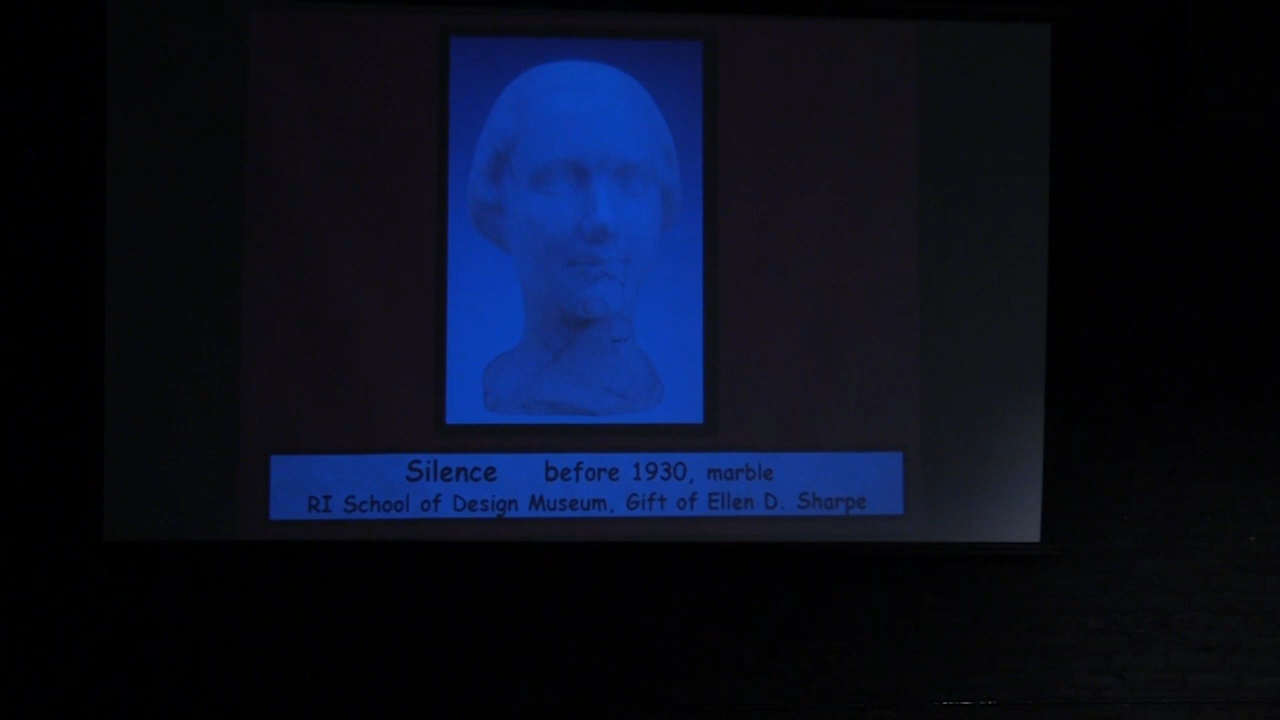 Silence before 1930, marble
RI School of Design Museum, Gift of Ellen D. Sharpe